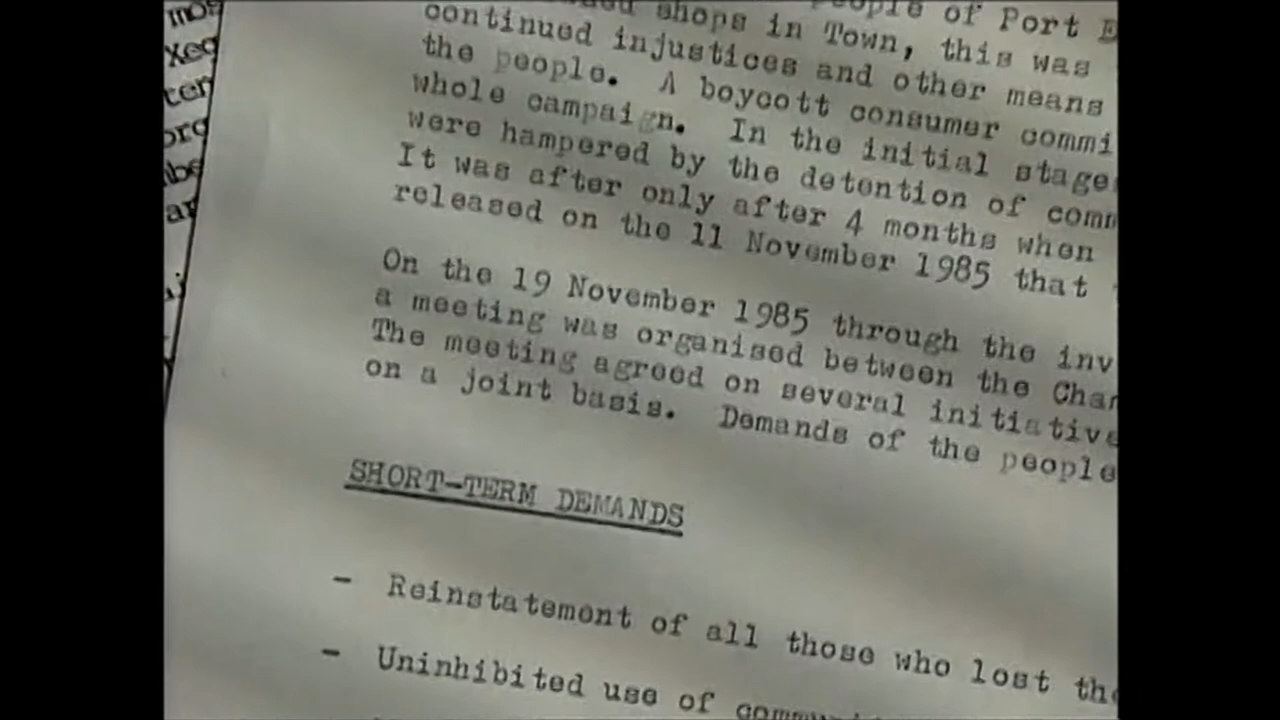 people of Port
shops in Town, this was
continued injustices and other means
the people. A boycott consumer commi
whole campaign. In the initial stage
were hampered by the detention of comm
It was after only after 4 months when
released on the 11 November 1985 that
On the 19 November 1985 through the inv
a meeting was organised between the Cha
The meeting agreed on several initiative
on a joint basis. Demands of the people
SHORT-TERM DEMANDS
- Reinstatement of all those who lost the
- Uninhibited use of